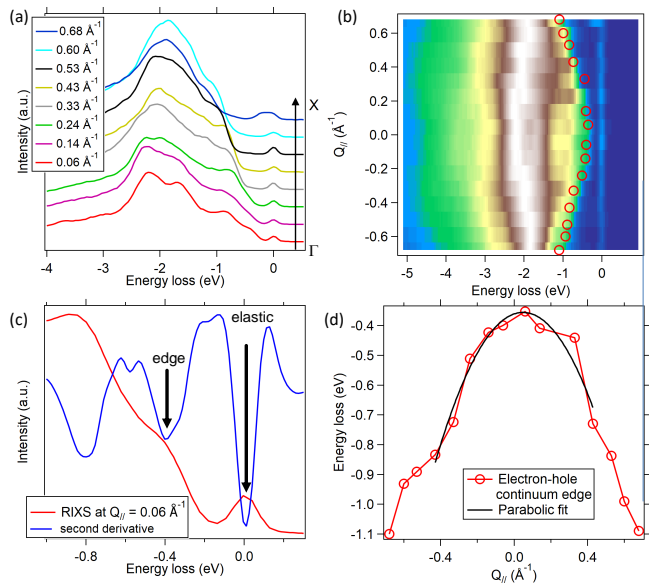 (a)
0.68 Å⁻¹
0.60 Å⁻¹
0.53 Å⁻¹
0.43 Å⁻¹
0.33 Å⁻¹
0.24 Å⁻¹
0.14 Å⁻¹
0.06 Å⁻¹
X
Γ
Intensity (a.u.)
-4 -3 -2 -1 0
Energy loss (eV)
(b)
Q// (Å⁻¹)
0.6
0.4
0.2
0.0
-0.2
-0.4
-0.6
-5 -4 -3 -2 -1 0
Energy loss (eV)
(c)
elastic
edge
RIXS at Q// = 0.06 Å⁻¹
second derivative
Intensity (a.u.)
-0.8 -0.4 0.0
Energy loss (eV)
(d)
Energy loss (eV)
-0.4
-0.5
-0.6
-0.7
-0.8
-0.9
-1.0
-1.1
Electron-hole
continuum edge
Parabolic fit
-0.4 0.0 0.4
Q// (Å⁻¹)